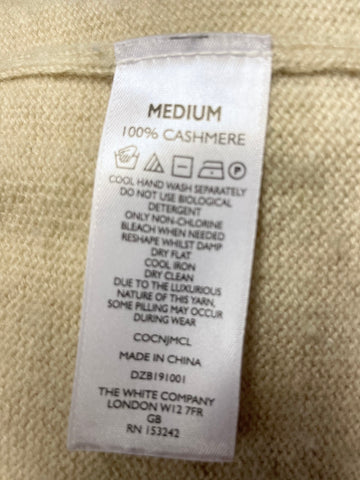 MEDIUM
100% CASHMERE
P
COOL HAND WASH SEPARATELY
DO NOT USE BIOLOGICAL
DETERGENT
ONLY NON-CHLORINE
BLEACH WHEN NEEDED
RESHAPE WHILST DAMP
DRY FLAT
COOL IRON
DRY CLEAN
DUE TO THE LUXURIOUS
NATURE OF THIS YARN,
SOME PILLING MAY OCCUR
DURING WEAR
COCNJMCL
MADE IN CHINA
DZB191001
THE WHITE COMPANY
LONDON W12 7FR
GB
RN 153242